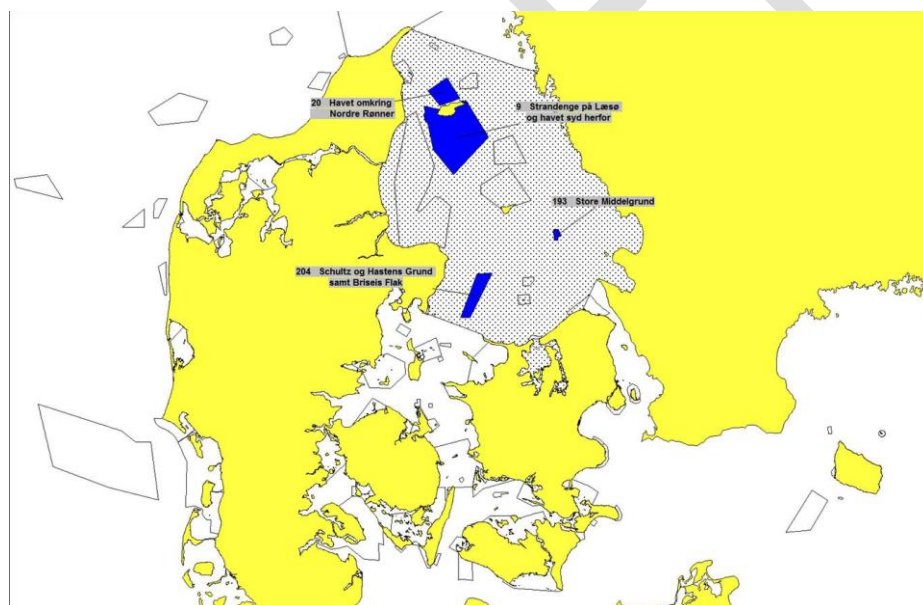 20 Havet omkring
Nordre Rønner
9 Strandenge på Læsø
og havet syd herfor
193 Store Middelgrund
204 Schultz og Hastens Grund
samt Briseis Flak